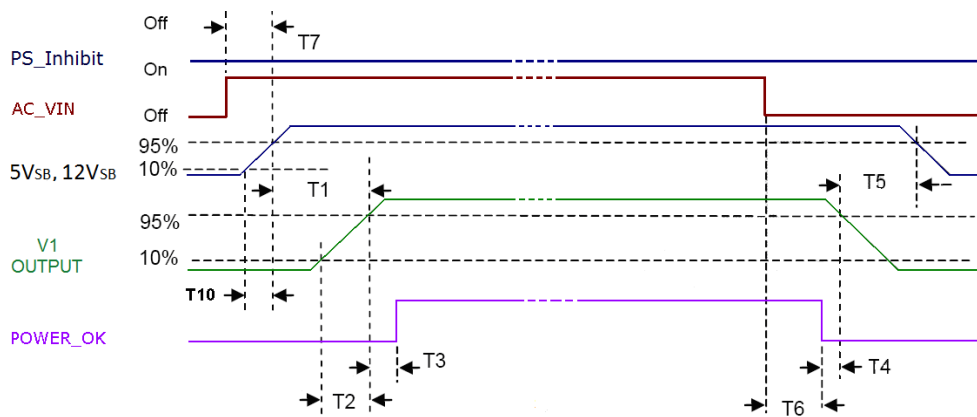 Off
T7
PS_Inhibit
On
AC_VIN
Off
95%
10%
5VSB, 12VSB
T1
T5
95%
V1
OUTPUT
10%
T10
POWER_OK
T3
T4
T2
T6